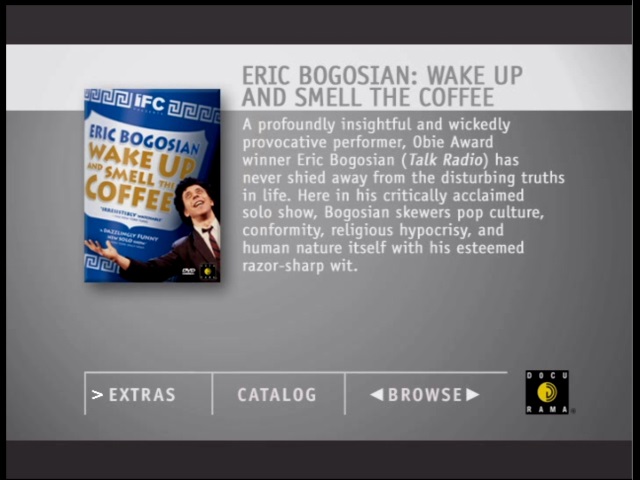 ERIC BOGOSIAN: WAKE UP
AND SMELL THE COFFEE
A profoundly insightful and wickedly
provocative performer, Obie Award
winner Eric Bogosian (Talk Radio) has
never shied away from the disturbing truths
in life. Here in his critically acclaimed
solo show, Bogosian skewers pop culture,
conformity, religious hypocrisy, and
human nature itself with his esteemed
razor-sharp wit.
iFC
ERIC BOGOSIAN
WAKE UP
AND SMELL THE
COFFEE
"IRRESISTIBLY
A DAZZLINGLY FUNNY
DVD
>EXTRAS
CATALOG
◀BROWSE▶
DOCU
RAMA®